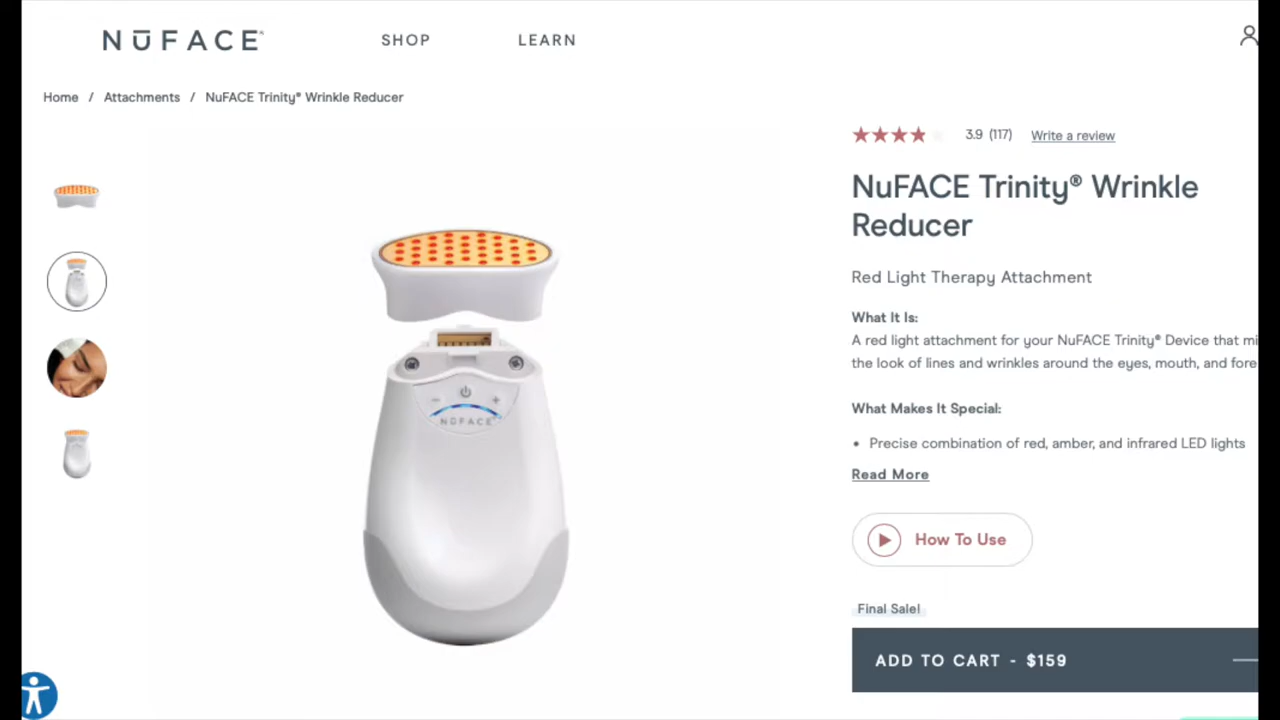 NūFACE®
SHOP
LEARN
Home / Attachments / NuFACE Trinity® Wrinkle Reducer
3.9 (117) Write a review
NuFACE Trinity® Wrinkle
Reducer
Red Light Therapy Attachment
What It Is:
A red light attachment for your NuFACE Trinity® Device that mi
the look of lines and wrinkles around the eyes, mouth, and fore
What Makes It Special:
• Precise combination of red, amber, and infrared LED lights
Read More
How To Use
Final Sale!
ADD TO CART - $159
NūFACE